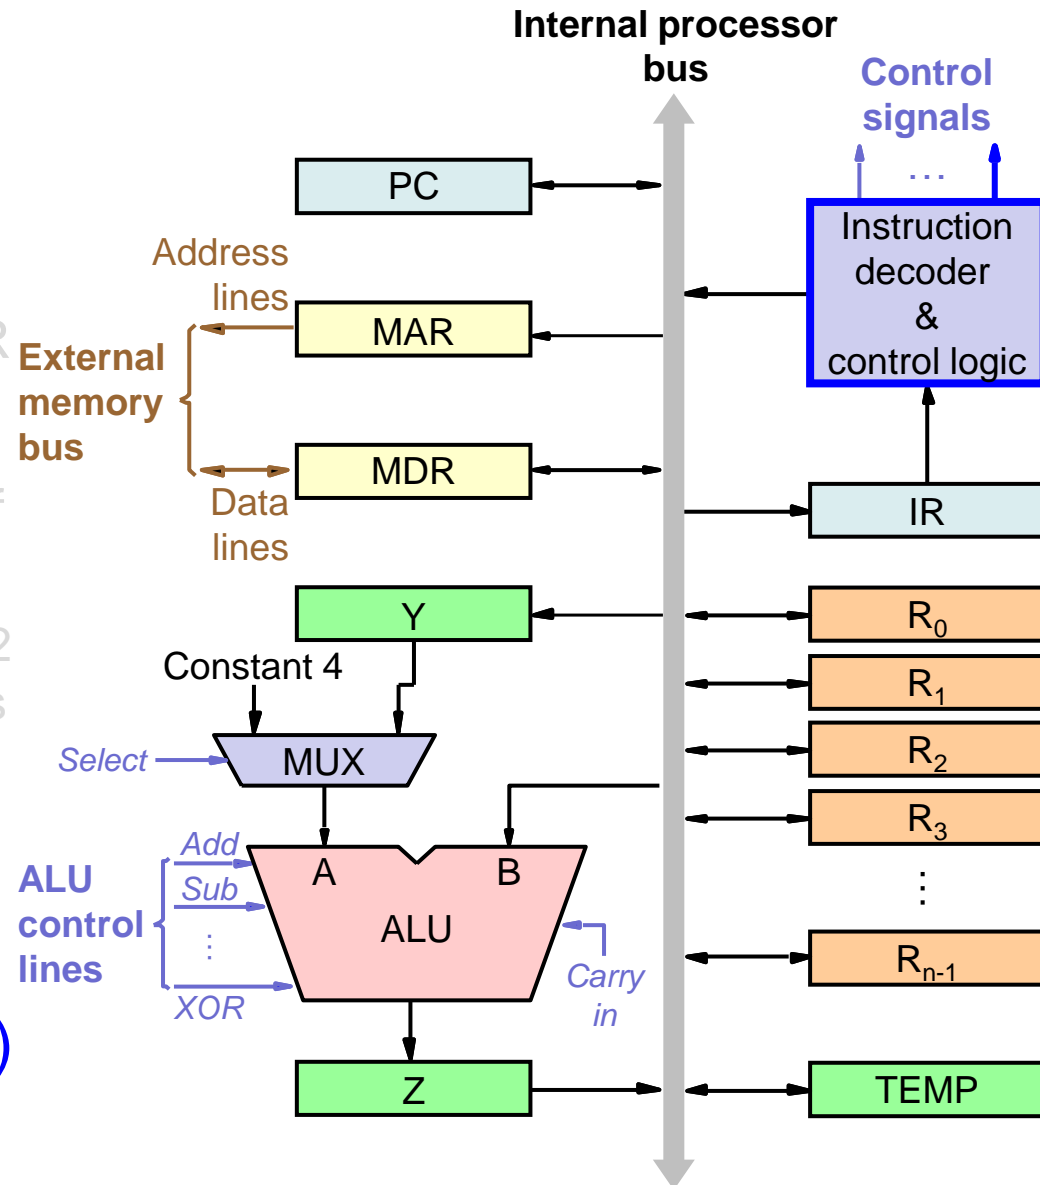 Internal processor
bus
Control
signals
...
PC
Instruction
decoder
&
control logic
Address
lines
MAR
R
External
memory
bus
MDR
Data
lines
=
IR
Y
R0
2
s
Constant 4
R1
Select
MUX
R2
R3
Add
A
B
ALU
control
lines
Sub
⋮
ALU
⋮
XOR
Carry
in
Rn-1
)
Z
TEMP